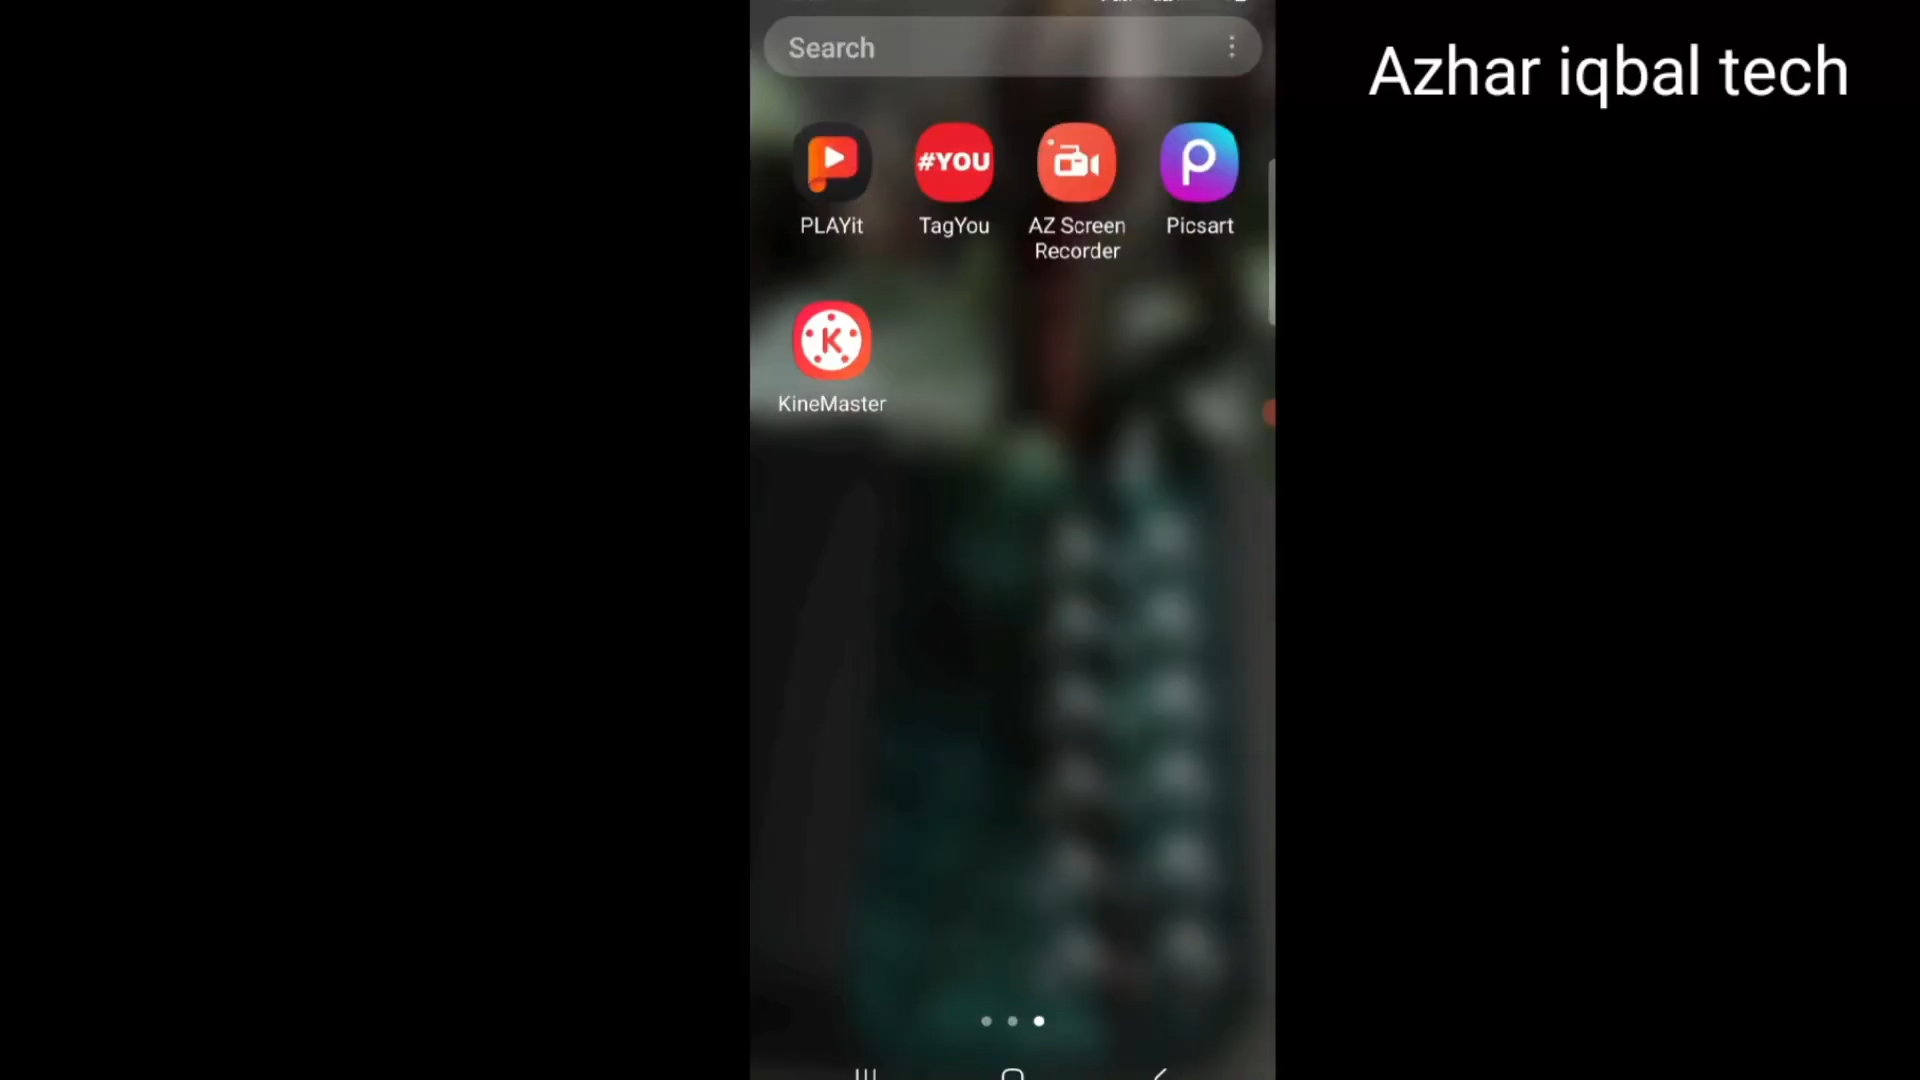 Search
Azhar iqbal tech
#YOU
PLAYit
TagYou
AZ Screen
Recorder
Picsart
K
KineMaster